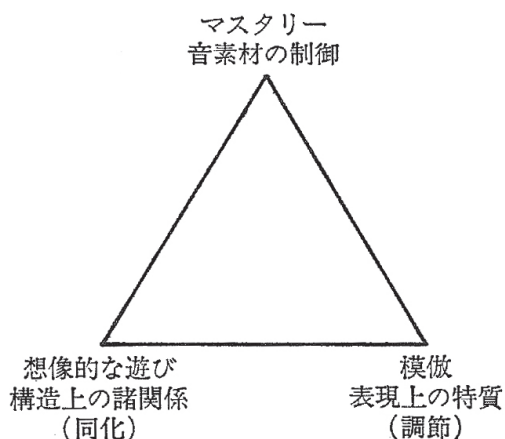 マスタリー
音素材の制御
想像的な遊び
構造上の諸関係
（同化）
模倣
表現上の特質
（調節）